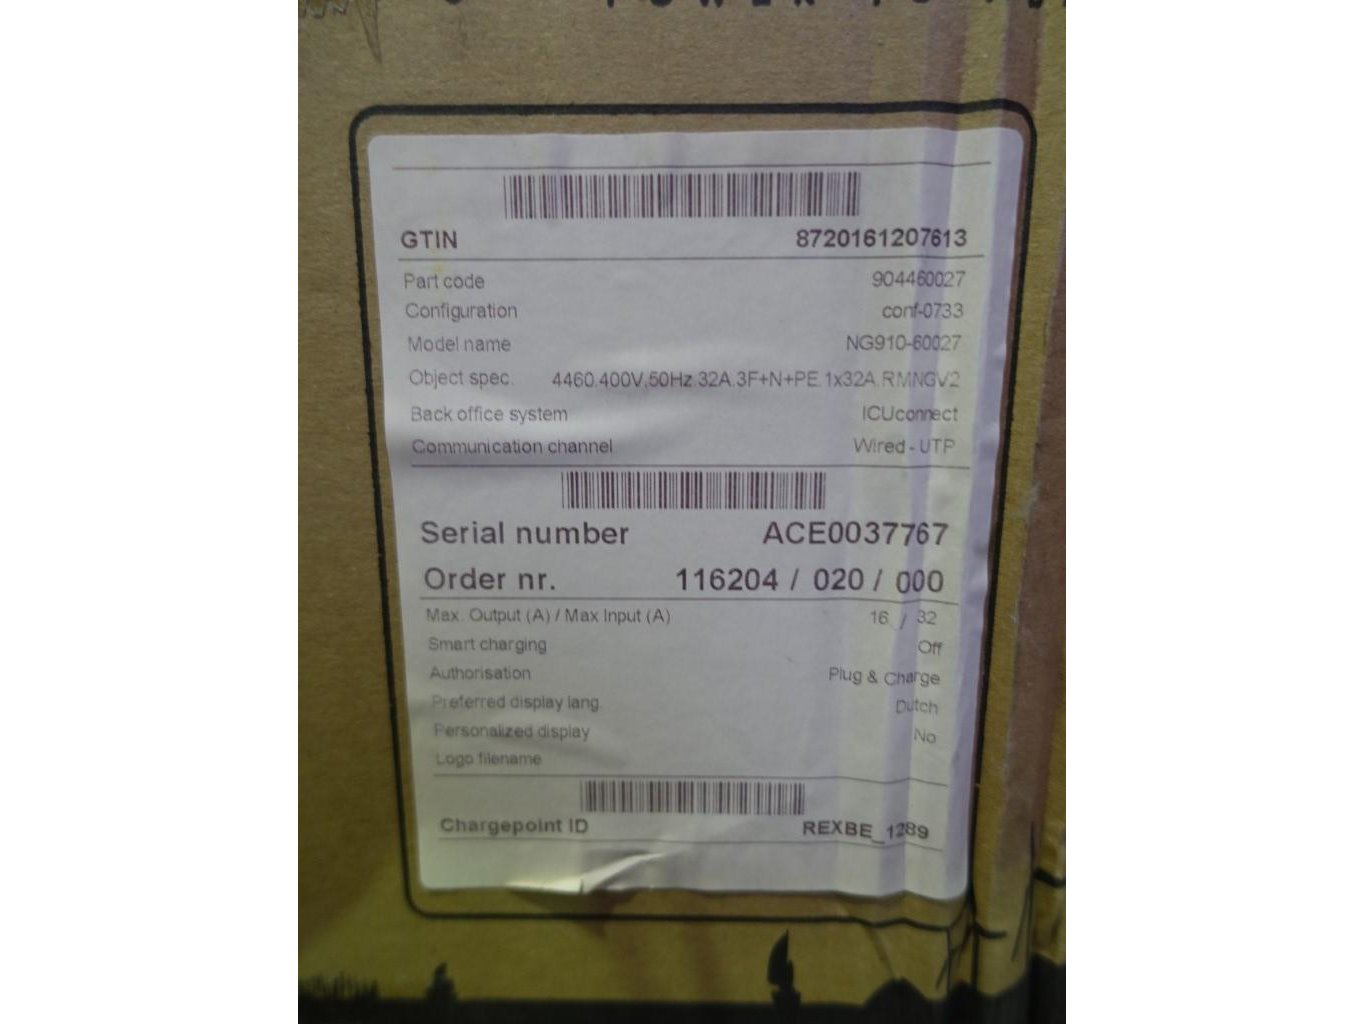 POWER TO
GTIN 8720161207613
Part code 904460027
Configuration conf-0733
Model name NG910-60027
Object spec. 4460.400V,50Hz.32A.3F+N+PE.1x32A.RMNGV2
Back office system ICUconnect
Communication channel Wired - UTP
Serial number ACE0037767
Order nr. 116204 / 020 / 000
Max. Output (A) / Max Input (A) 16 / 32
Smart charging Off
Authorisation Plug & Charge
Preferred display lang. Dutch
Personalized display No
Logo filename
Chargepoint ID REXBE_1289